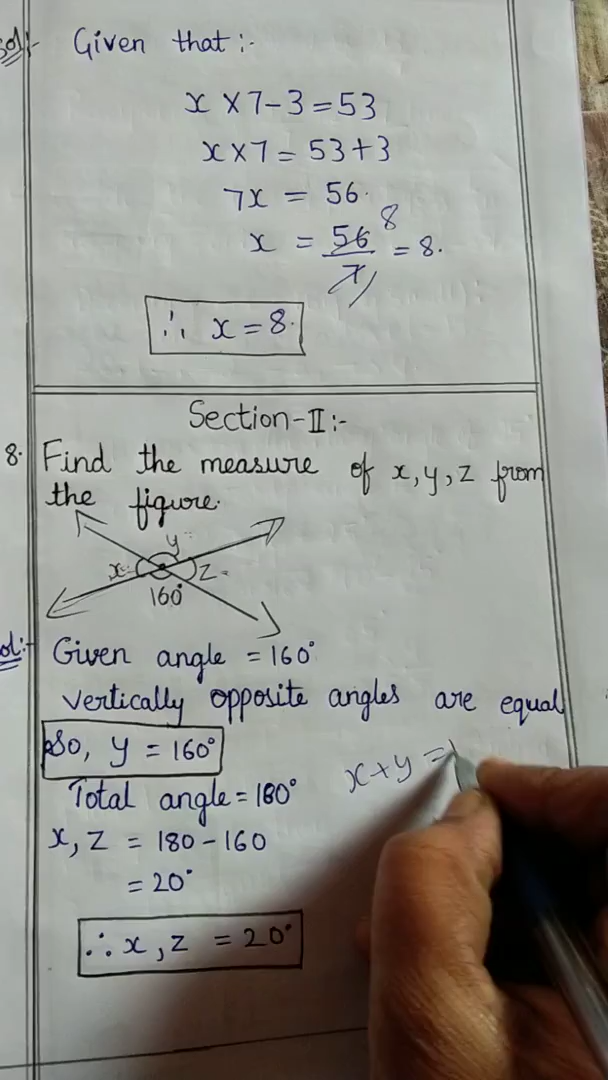 Given that :-
x × 7 - 3 = 53
x × 7 = 53 + 3
7x = 56.
8
x = 56/7 = 8.
∴ x = 8.
Section-II :-
8. Find the measure of x, y, z from
the figure.
y
x z
160°
Given angle = 160°
vertically opposite angles are equal
So, y = 160°
x + y =
Total angle = 180°
x, z = 180 - 160
= 20°
∴ x, z = 20°